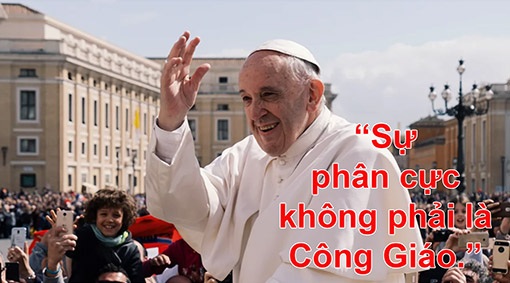 “Sự
phân cực
không phải là
Công Giáo.”